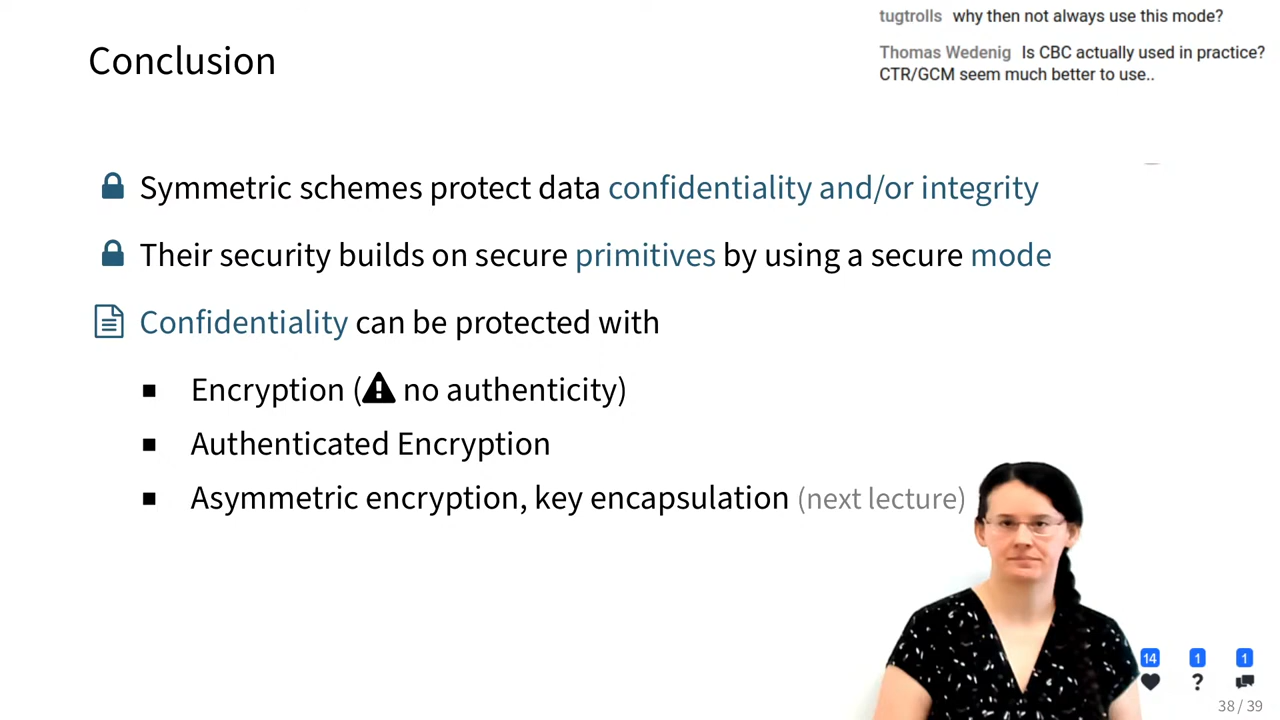 tugtrolls why then not always use this mode?
Thomas Wedenig Is CBC actually used in practice?
CTR/GCM seem much better to use..
Conclusion
Symmetric schemes protect data confidentiality and/or integrity
Their security builds on secure primitives by using a secure mode
Confidentiality can be protected with
Encryption ( no authenticity)
Authenticated Encryption
Asymmetric encryption, key encapsulation (next lecture)
14 1 1
?
38 / 39